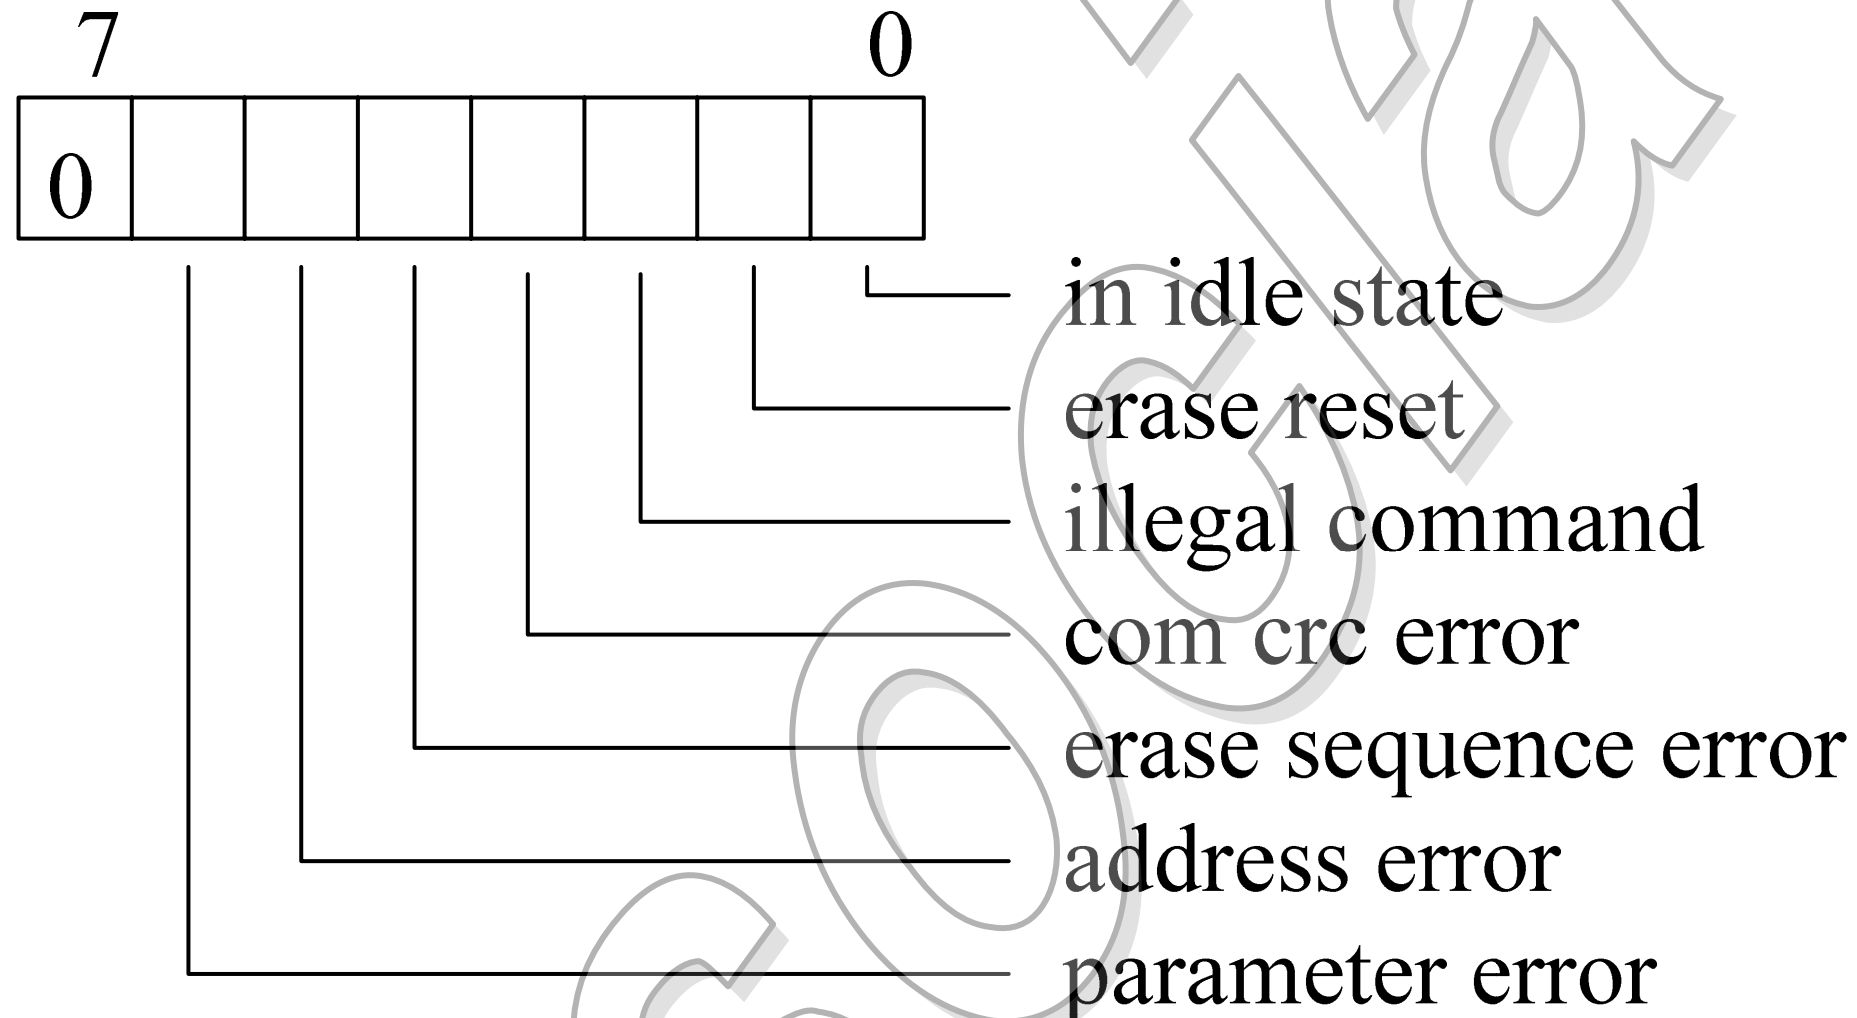 7 0
0
in idle state
erase reset
illegal command
com crc error
erase sequence error
address error
parameter error